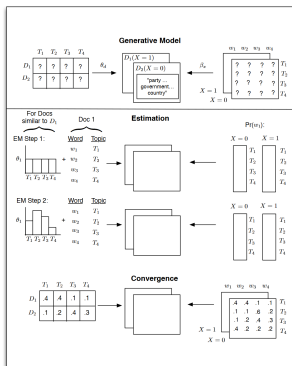 Generative Model
T₁ T₂ T₃ T₄
D₁ ? ? ? ?
D₂ ? ? ? ?
θ_d
D₁(X = 1)
D₂(X = 0)
"party ...
government...
country"
w₁ w₂ w₃ w₄
? ? ? ? T₁
? ? ? ? T₂
? ? ? ? T₃
? ? ? ? T₄
X = 1
X = 0
Estimation
For Docs
similar to D₁
Doc 1
EM Step 1:
Word Topic
θ₁
T₁ T₂ T₃ T₄
+
w₁ T₁
w₂ T₂
w₃ T₃
w₄ T₄
Pr(w₁):
X = 0 X = 1
T₁ T₁
T₂ T₂
T₃ T₃
T₄ T₄
EM Step 2:
Word Topic
θ₁
T₁ T₂ T₃ T₄
+
w₁ T₁
w₂ T₂
w₃ T₃
w₄ T₄
X = 0 X = 1
T₁ T₁
T₂ T₂
T₃ T₃
T₄ T₄
Convergence
T₁ T₂ T₃ T₄
D₁ .4 .4 .1 .1
D₂ .1 .2 .4 .3
w₁ w₂ w₃ w₄
.4 .4 .1 .1 T₁
.1 .1 .6 .2 T₂
.1 .2 .4 .3 T₃
.4 .2 .2 .2 T₄
X = 1
X = 0